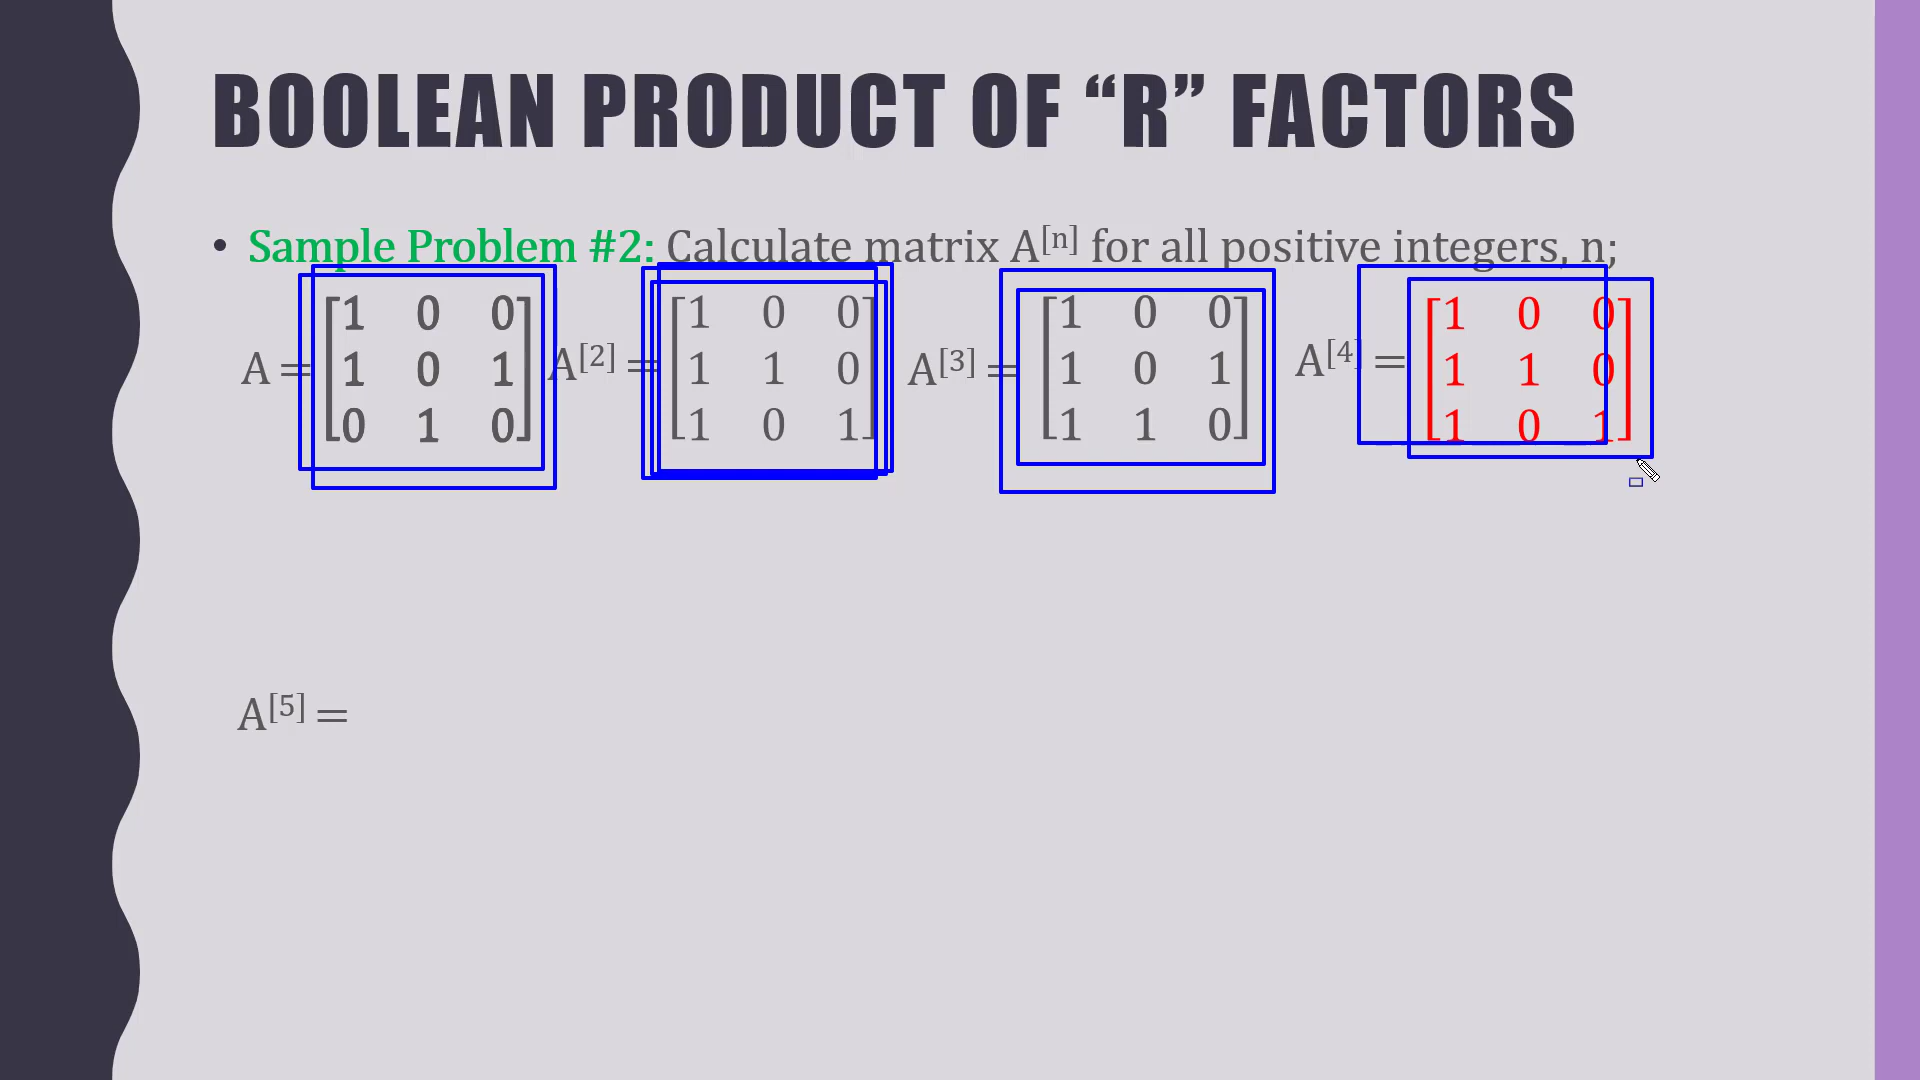 BOOLEAN PRODUCT OF “R” FACTORS
• Sample Problem #2: Calculate matrix A[n] for all positive integers, n;
A = [1 0 0 A[2] = [1 0 0 A[3] = [1 0 0 A[4] = [1 0 0
1 0 1 1 1 0 1 0 1 1 1 0
0 1 0] 1 0 1] 1 1 0] 1 0 1]
A[5] =